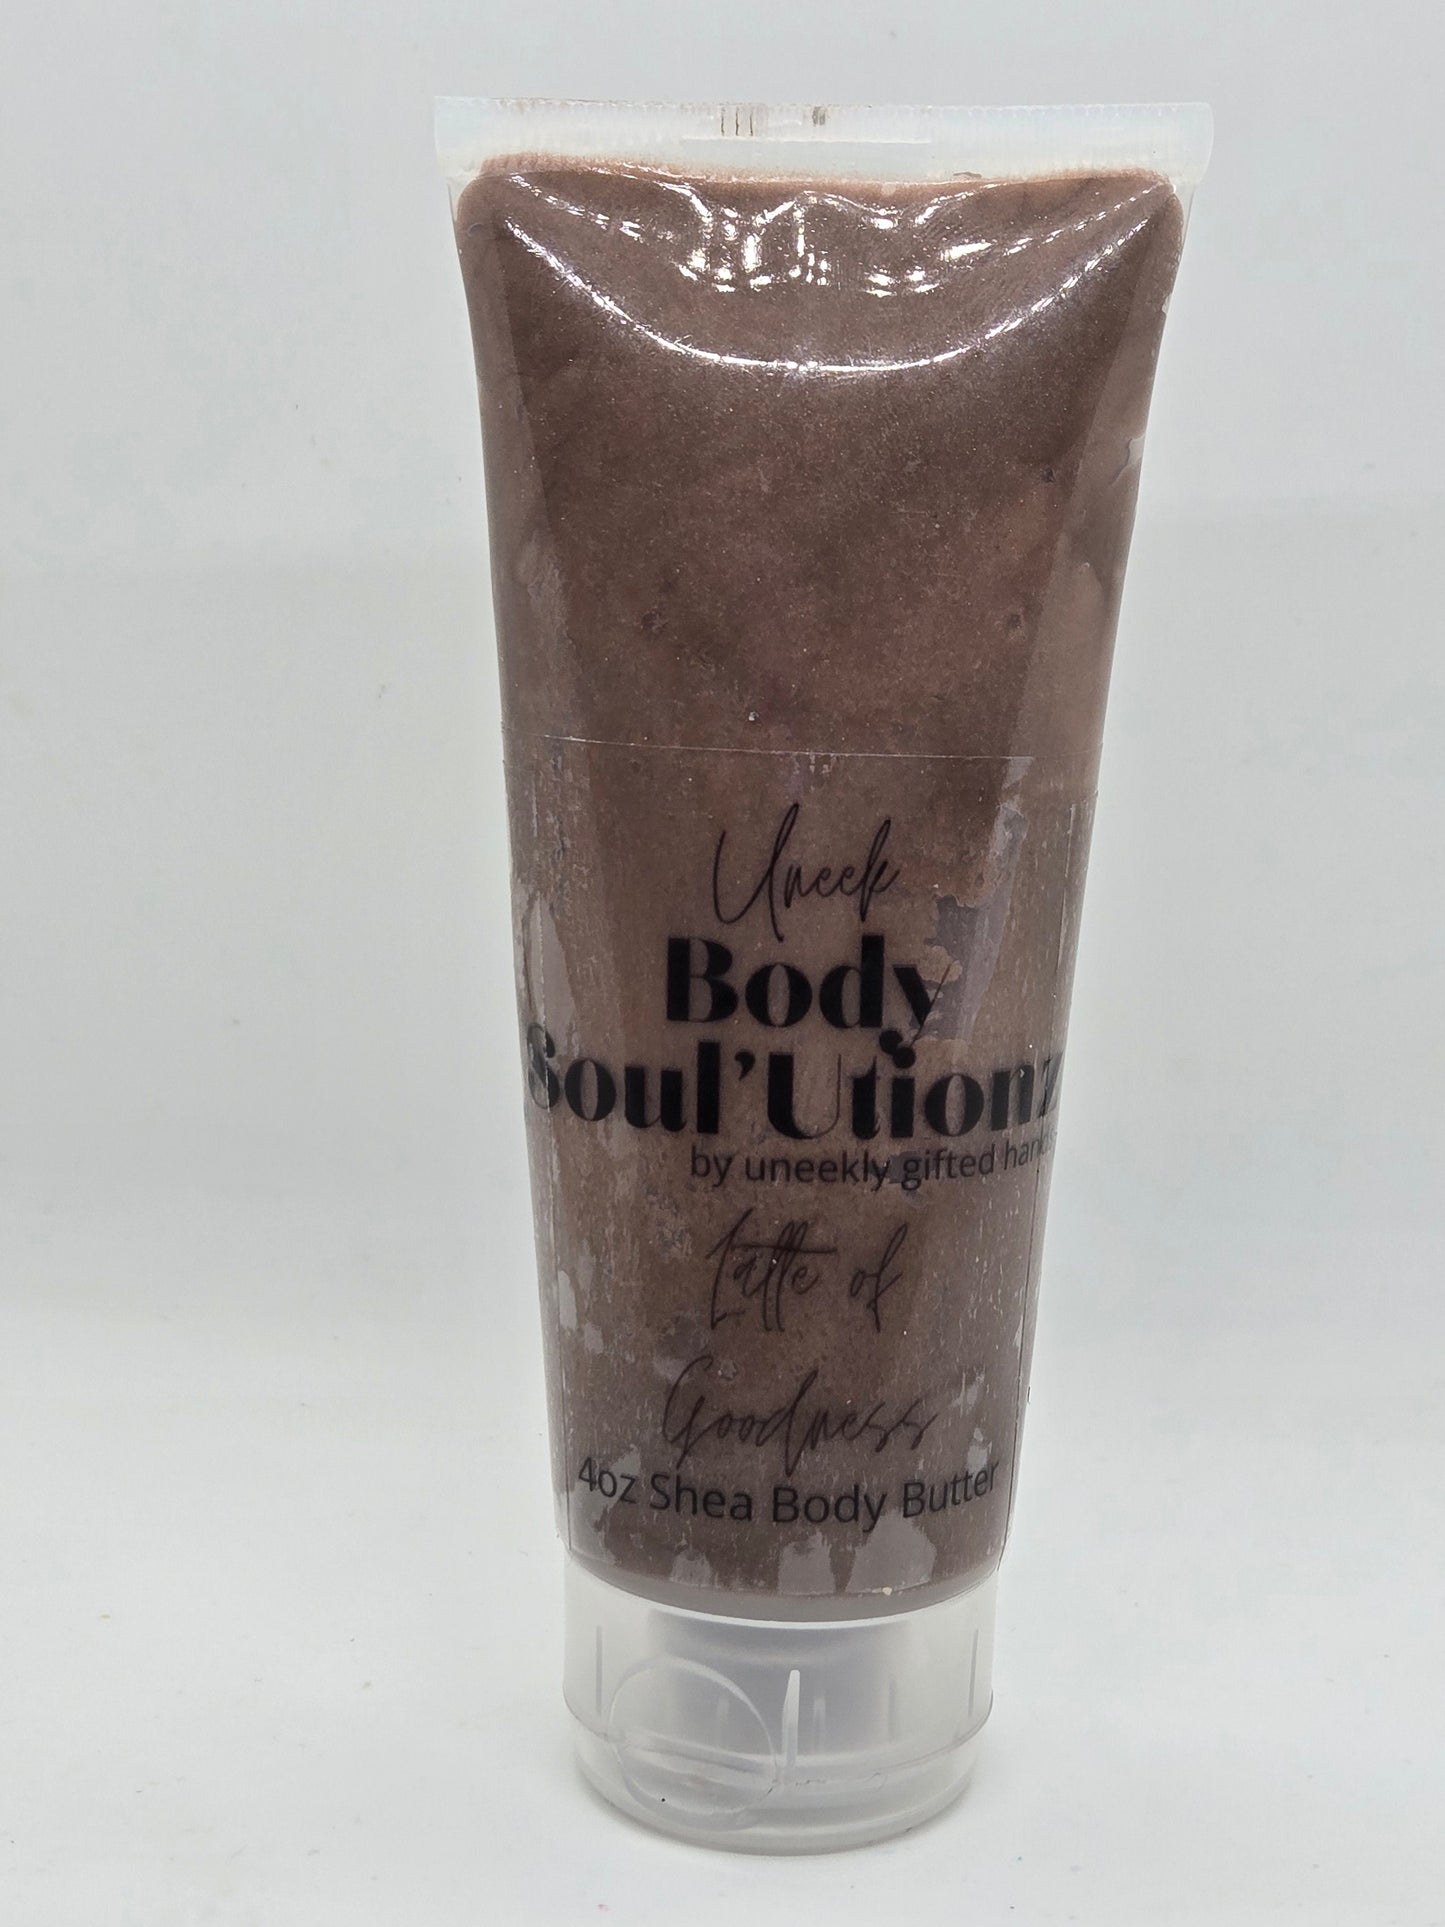 Uneek
Body
Soul'Utionz
by uneekly gifted hands
Latte of
Goodness
4oz Shea Body Butter